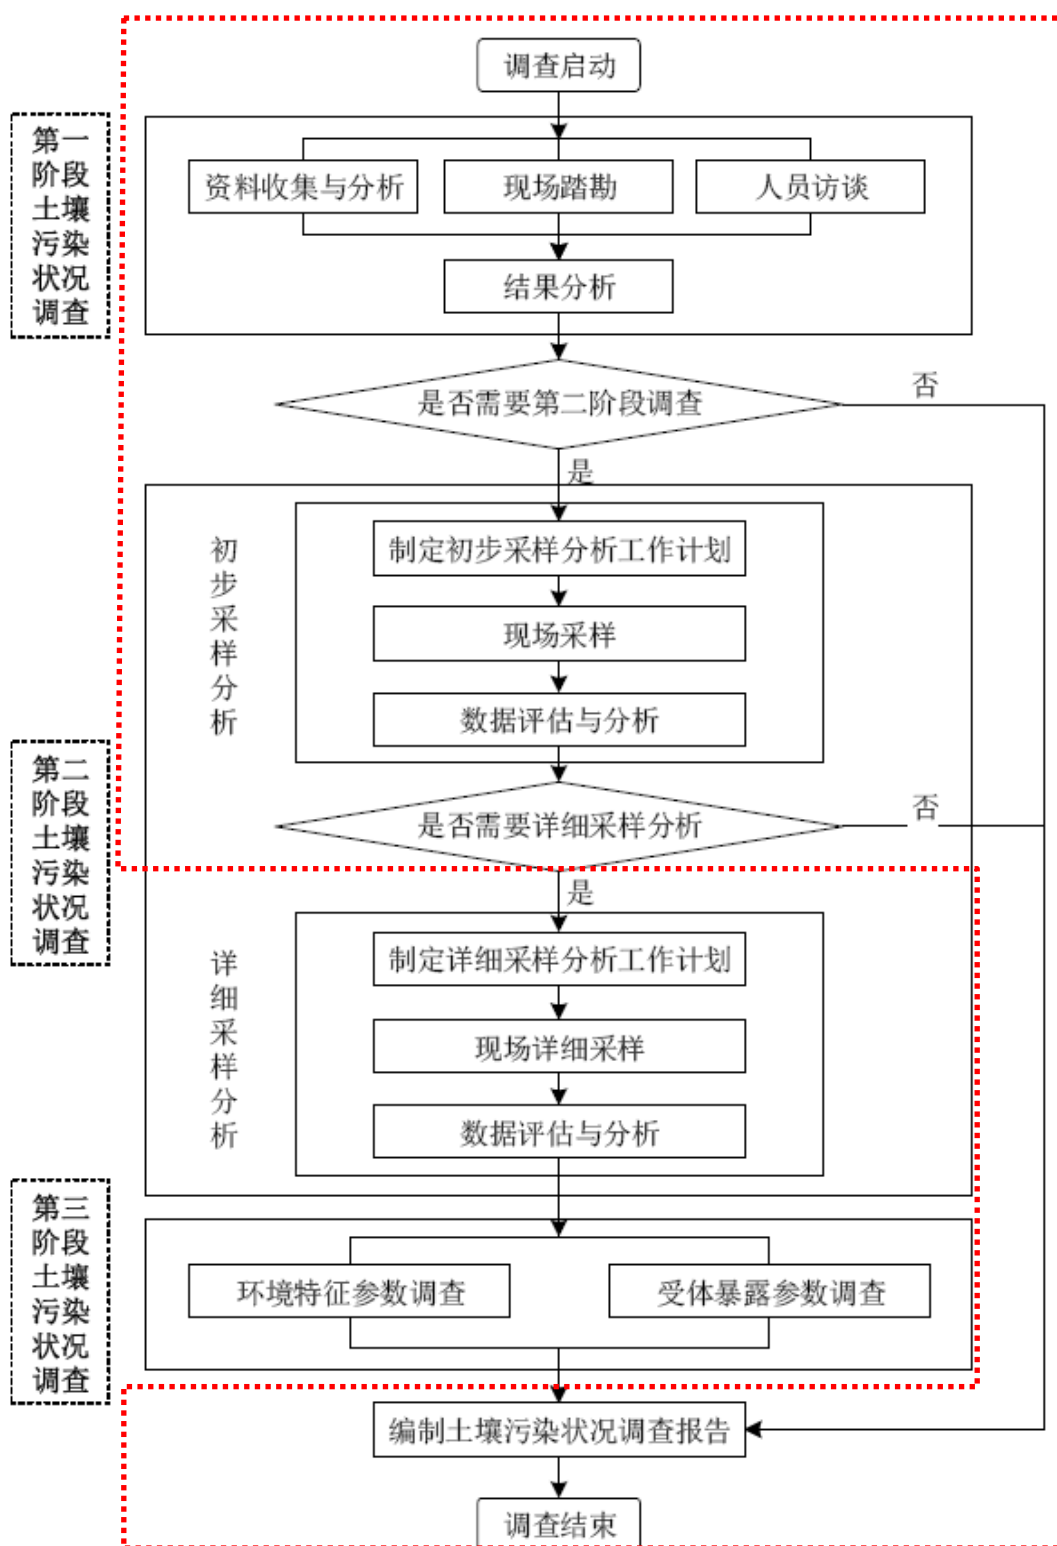 调查启动
第一
阶段
土壤
污染
状况
调查
资料收集与分析
现场踏勘
人员访谈
结果分析
是否需要第二阶段调查
否
是
初
步
采
样
分
析
制定初步采样分析工作计划
现场采样
数据评估与分析
第二
阶段
土壤
污染
状况
调查
是否需要详细采样分析
否
是
详
细
采
样
分
析
制定详细采样分析工作计划
现场详细采样
数据评估与分析
第三
阶段
土壤
污染
状况
调查
环境特征参数调查
受体暴露参数调查
编制土壤污染状况调查报告
调查结束